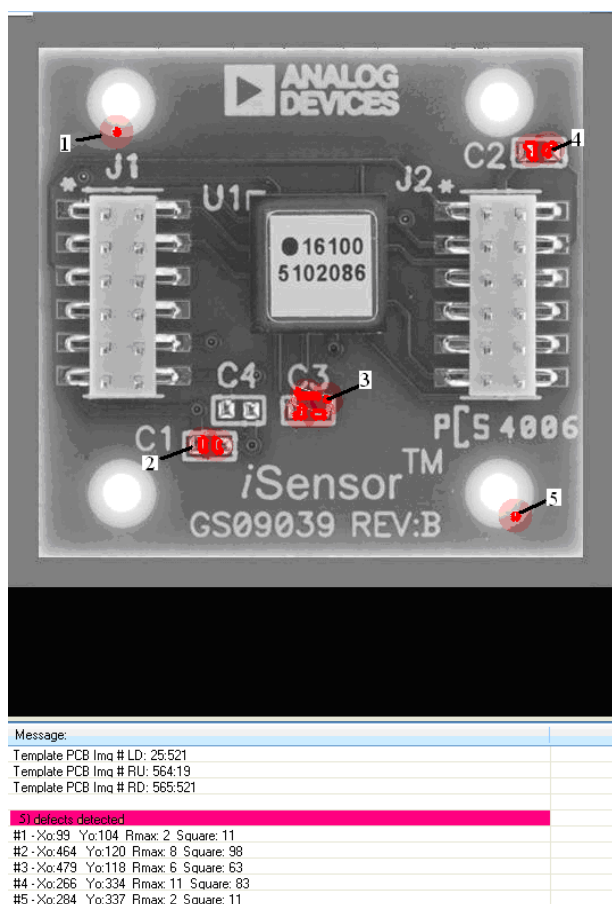 ANALOG
DEVICES
1
4
C2
J1
J2
*
*
U1
16100
5102086
C4
C3
3
C1
2
PCS 4006
iSensor™
5
GS09039 REV:B
Message:
Template PCB Img # LD: 25:521
Template PCB Img # RU: 564:19
Template PCB Img # RD: 565:521
5) defects detected
#1 - Xo:99 Yo:104 Rmax: 2 Square: 11
#2 - Xo:464 Yo:120 Rmax: 8 Square: 98
#3 - Xo:479 Yo:118 Rmax: 6 Square: 63
#4 - Xo:266 Yo:334 Rmax: 11 Square: 83
#5 - Xo:284 Yo:337 Rmax: 2 Square: 11